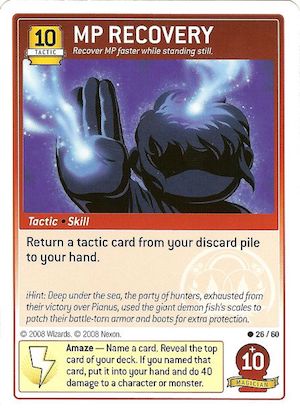 10
TACTIC
MP RECOVERY
Recover MP faster while standing still.
Tactic • Skill
Return a tactic card from your discard pile
to your hand.
iHint: Deep under the sea, the party of hunters, exhausted from
their victory over Pianus, used the giant demon fish's scales to
patch their battle-torn armor and boots for extra protection.
© 2008 Wizards. © 2008 Nexon.
● 26 / 60
Amaze — Name a card. Reveal the top
card of your deck. If you named that
card, put it into your hand and do 40
damage to a character or monster.
+
10
MAGICIAN